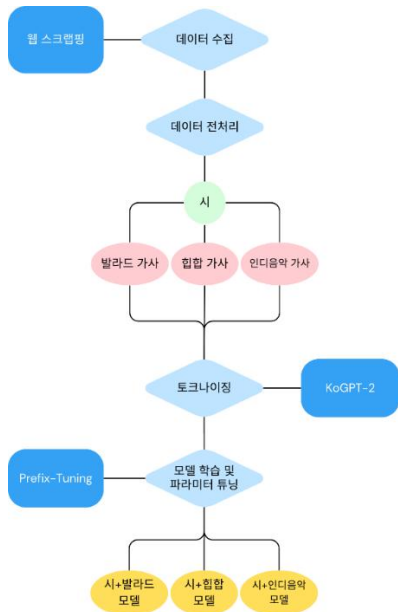 웹 스크랩핑
데이터 수집
데이터 전처리
시
발라드 가사
힙합 가사
인디음악 가사
토크나이징
KoGPT-2
Prefix-Tuning
모델 학습 및
파라미터 튜닝
시+발라드
모델
시+힙합
모델
시+인디음악
모델